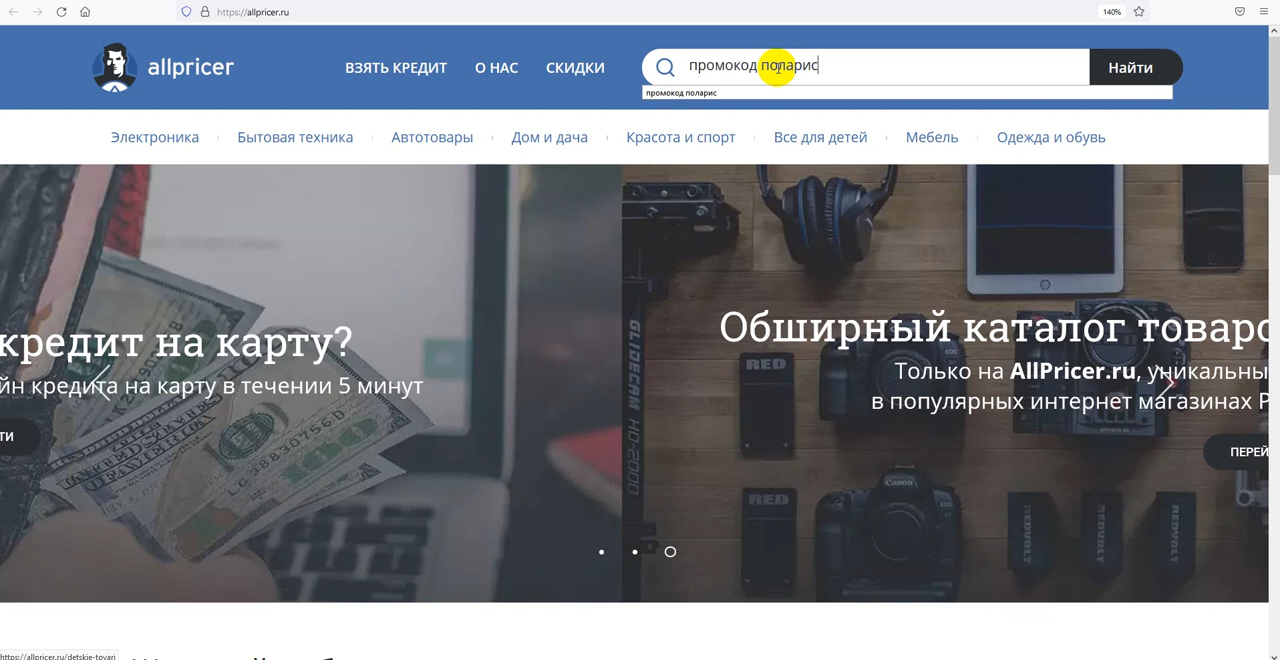 https://allpricer.ru
140%
allpricer
ВЗЯТЬ КРЕДИТ
О НАС
СКИДКИ
промокод поларис
Найти
промокод поларис
Электроника
Бытовая техника
Автотовары
Дом и дача
Красота и спорт
Все для детей
Мебель
Одежда и обувь
кредит на карту?
йн кредита на карту в течении 5 минут
ТИ
Обширный каталог товаро
Только на AllPricer.ru, уникальны
в популярных интернет магазинах Р
ПЕРЕЙ
RED
RED
Canon
GLIDECAM HD-2000
REDVOLT
REDVOLT
REDVOLT
https://allpricer.ru/detskie-tovari